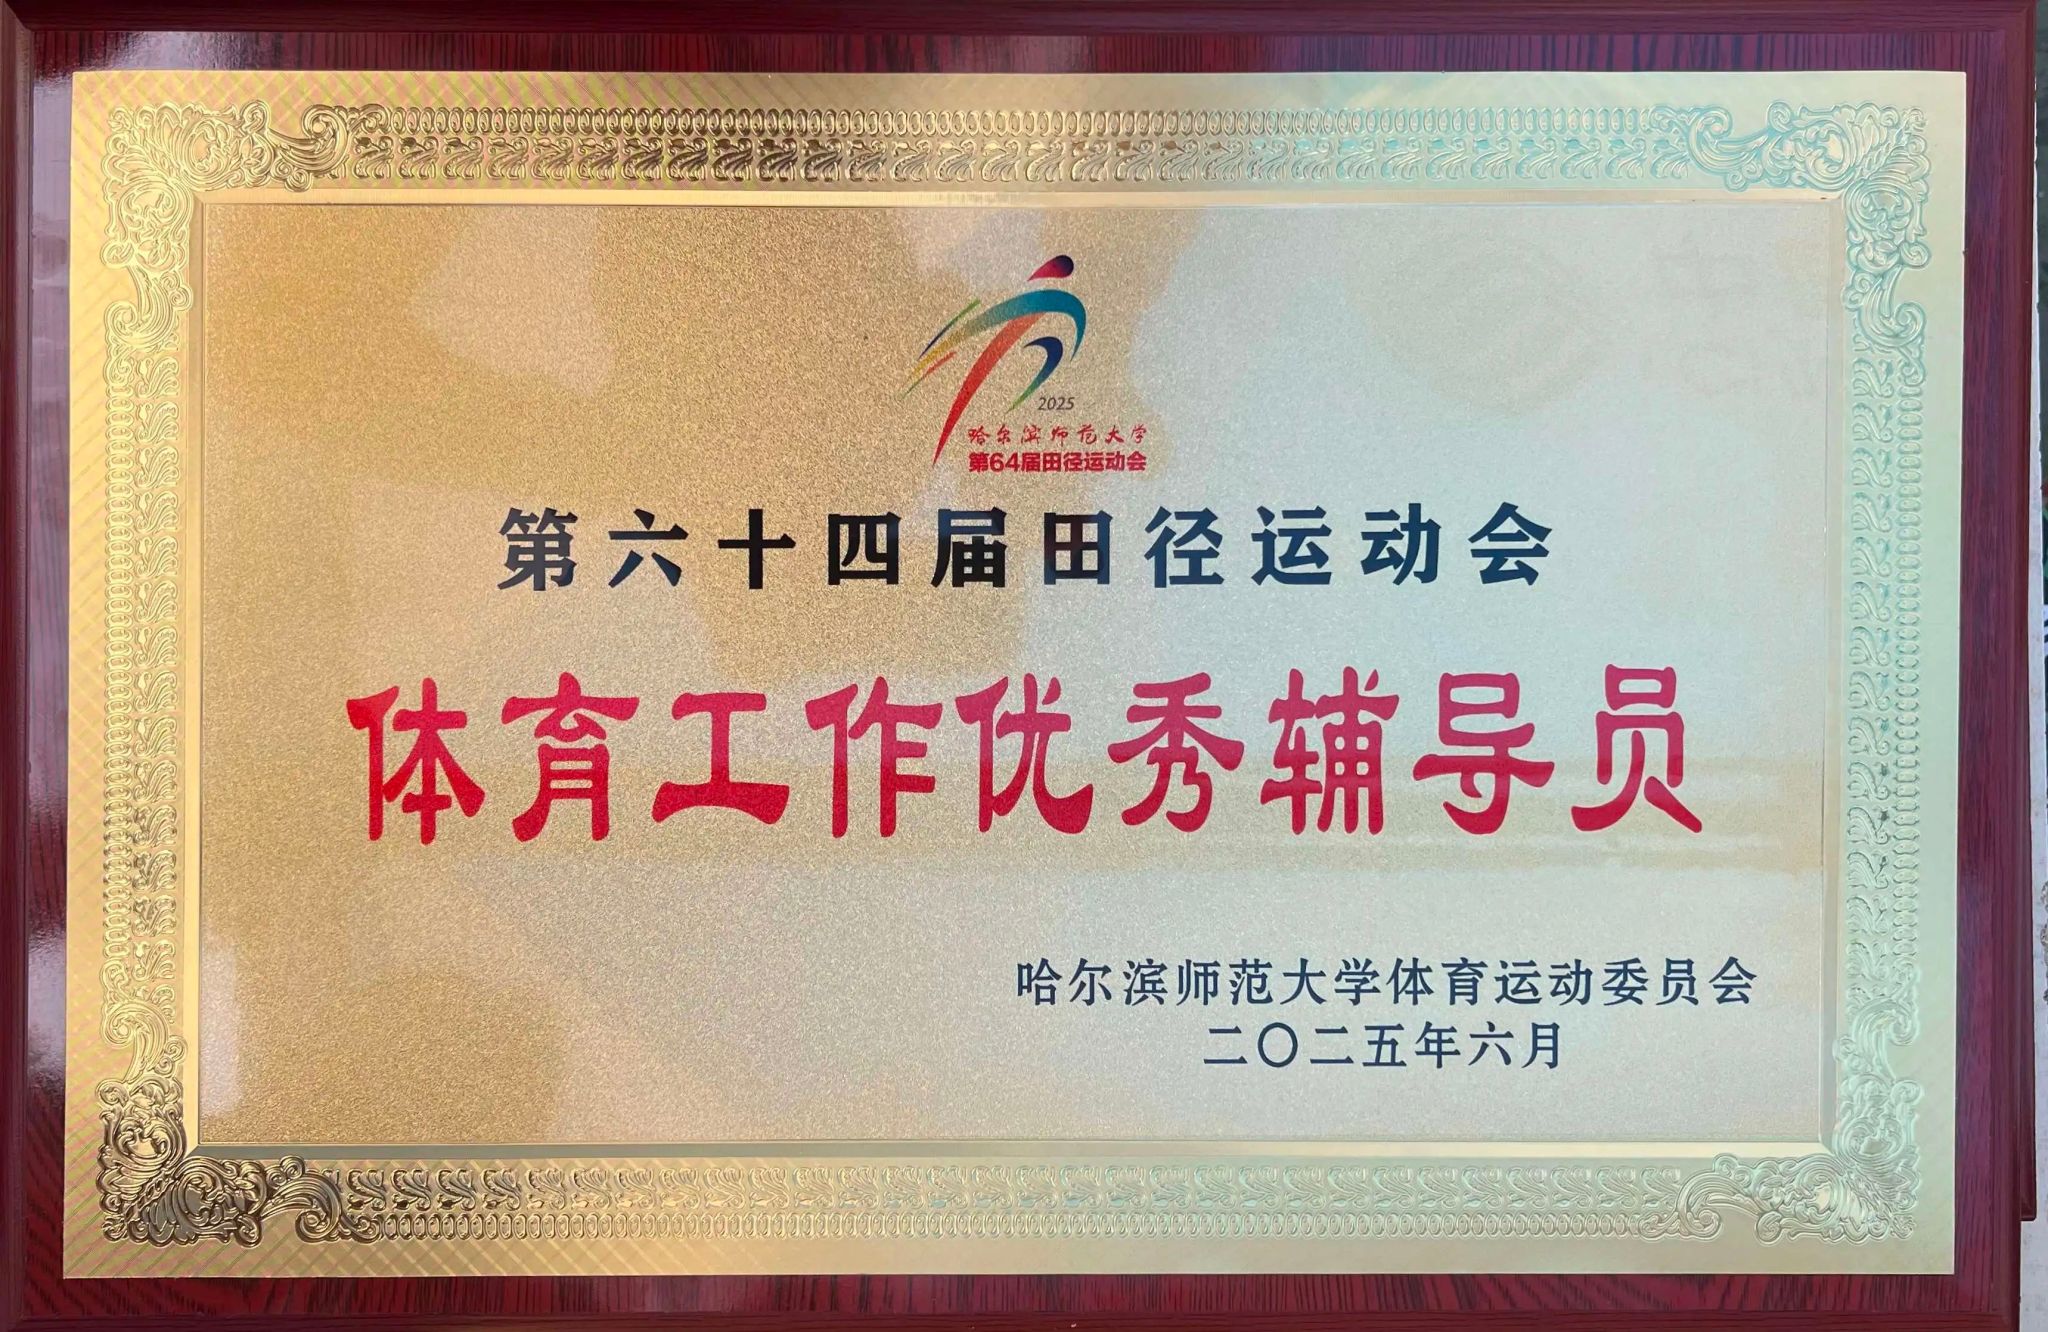 2025
哈尔滨师范大学
第64届田径运动会
第六十四届田径运动会
体育工作优秀辅导员
哈尔滨师范大学体育运动委员会
二〇二五年六月